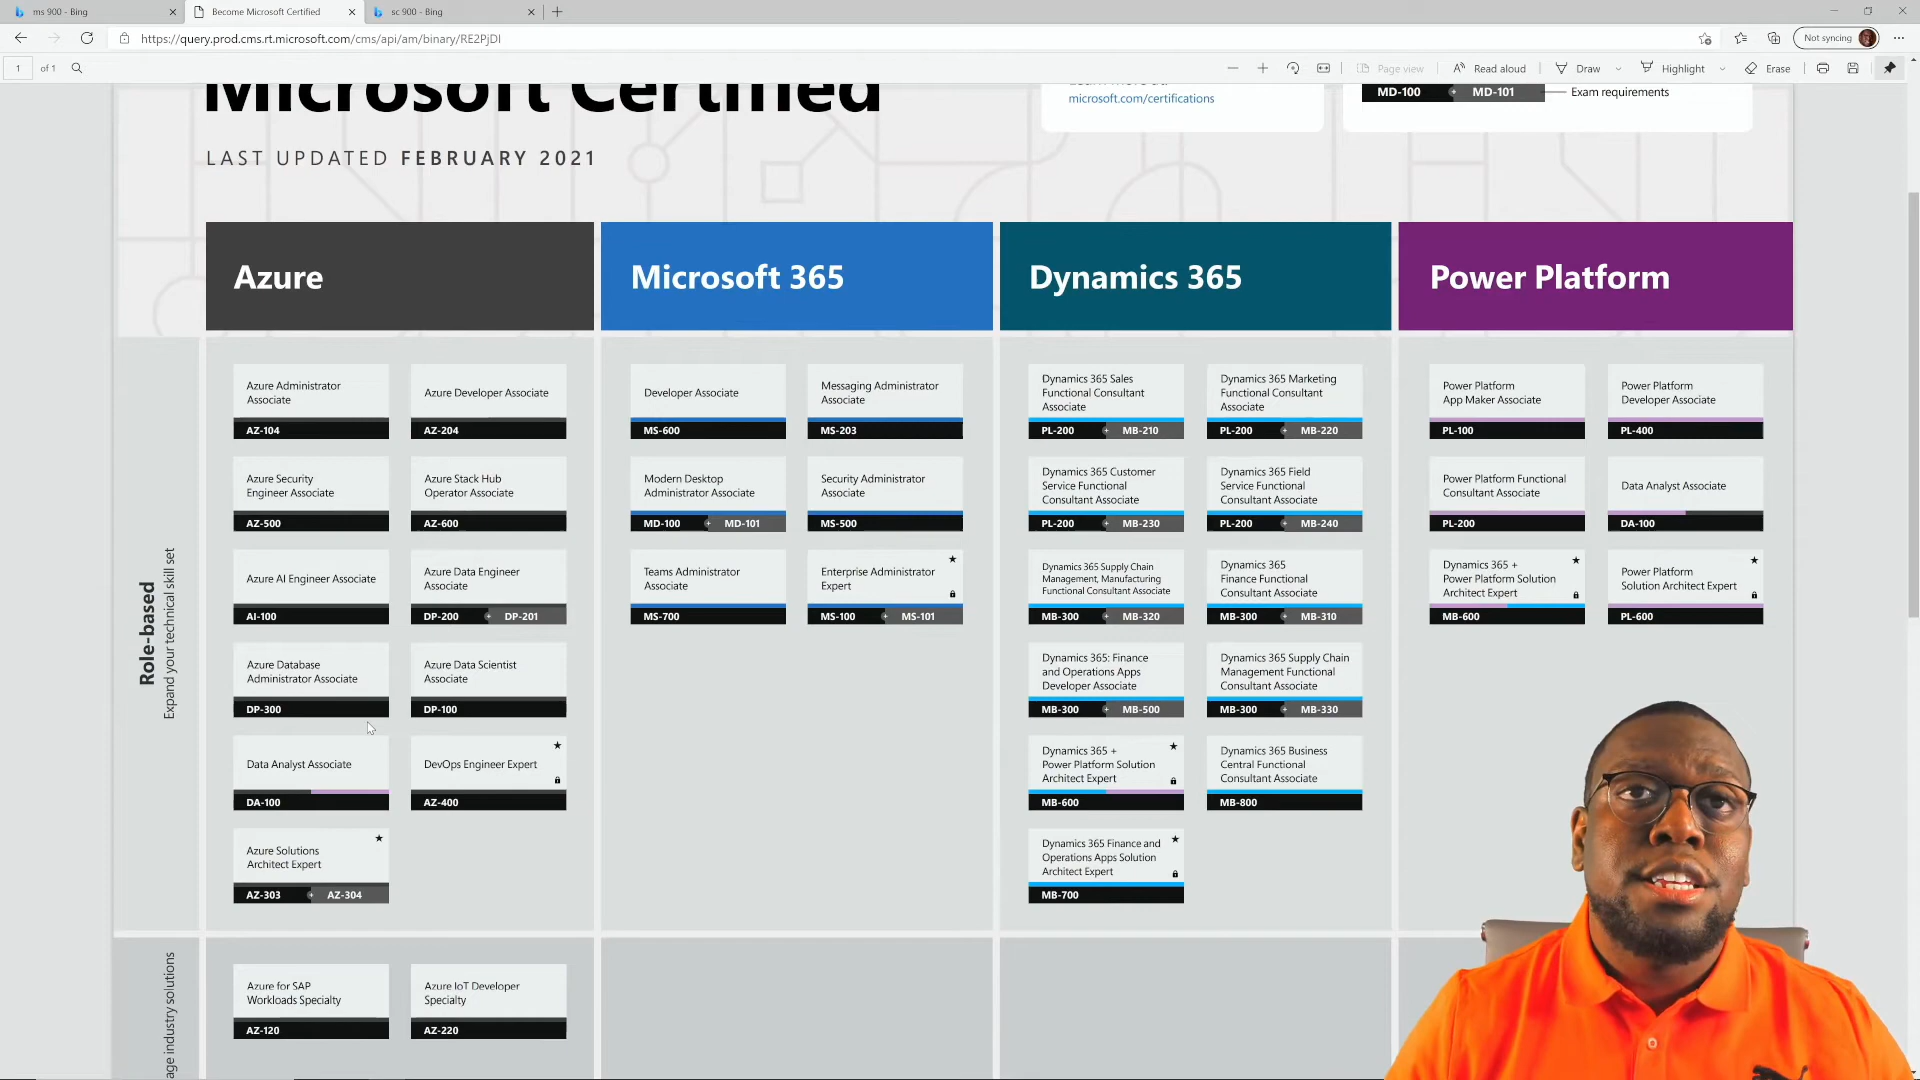 ms 900 - Bing
Become Microsoft Certified
sc 900 - Bing
https://query.prod.cms.rt.microsoft.com/cms/api/am/binary/RE2PjDI
Not syncing
1 of 1
Page view
Read aloud
Draw
Highlight
Erase
Microsoft Certified
LAST UPDATED FEBRUARY 2021
microsoft.com/certifications
MD-100 + MD-101
Exam requirements
Azure
Microsoft 365
Dynamics 365
Power Platform
Role-based
Expand your technical skill set
Azure Administrator
Associate
AZ-104
Azure Developer Associate
AZ-204
Azure Security
Engineer Associate
AZ-500
Azure Stack Hub
Operator Associate
AZ-600
Azure AI Engineer Associate
AI-100
Azure Data Engineer
Associate
DP-200 + DP-201
Azure Database
Administrator Associate
DP-300
Azure Data Scientist
Associate
DP-100
Data Analyst Associate
DA-100
DevOps Engineer Expert
AZ-400
Azure Solutions
Architect Expert
AZ-303 + AZ-304
Developer Associate
MS-600
Messaging Administrator
Associate
MS-203
Modern Desktop
Administrator Associate
MD-100 + MD-101
Security Administrator
Associate
MS-500
Teams Administrator
Associate
MS-700
Enterprise Administrator
Expert
MS-100 + MS-101
Dynamics 365 Sales
Functional Consultant
Associate
PL-200 + MB-210
Dynamics 365 Marketing
Functional Consultant
Associate
PL-200 + MB-220
Dynamics 365 Customer
Service Functional
Consultant Associate
PL-200 + MB-230
Dynamics 365 Field
Service Functional
Consultant Associate
PL-200 + MB-240
Dynamics 365 Supply Chain
Management, Manufacturing
Functional Consultant Associate
MB-300 + MB-320
Dynamics 365
Finance Functional
Consultant Associate
MB-300 + MB-310
Dynamics 365: Finance
and Operations Apps
Developer Associate
MB-300 + MB-500
Dynamics 365 Supply Chain
Management Functional
Consultant Associate
MB-300 + MB-330
Dynamics 365 +
Power Platform Solution
Architect Expert
MB-600
Dynamics 365 Business
Central Functional
Consultant Associate
MB-800
Dynamics 365 Finance and
Operations Apps Solution
Architect Expert
MB-700
Power Platform
App Maker Associate
PL-100
Power Platform
Developer Associate
PL-400
Power Platform Functional
Consultant Associate
PL-200
Data Analyst Associate
DA-100
Dynamics 365 +
Power Platform Solution
Architect Expert
MB-600
Power Platform
Solution Architect Expert
PL-600
age industry solutions
Azure for SAP
Workloads Specialty
AZ-120
Azure IoT Developer
Specialty
AZ-220